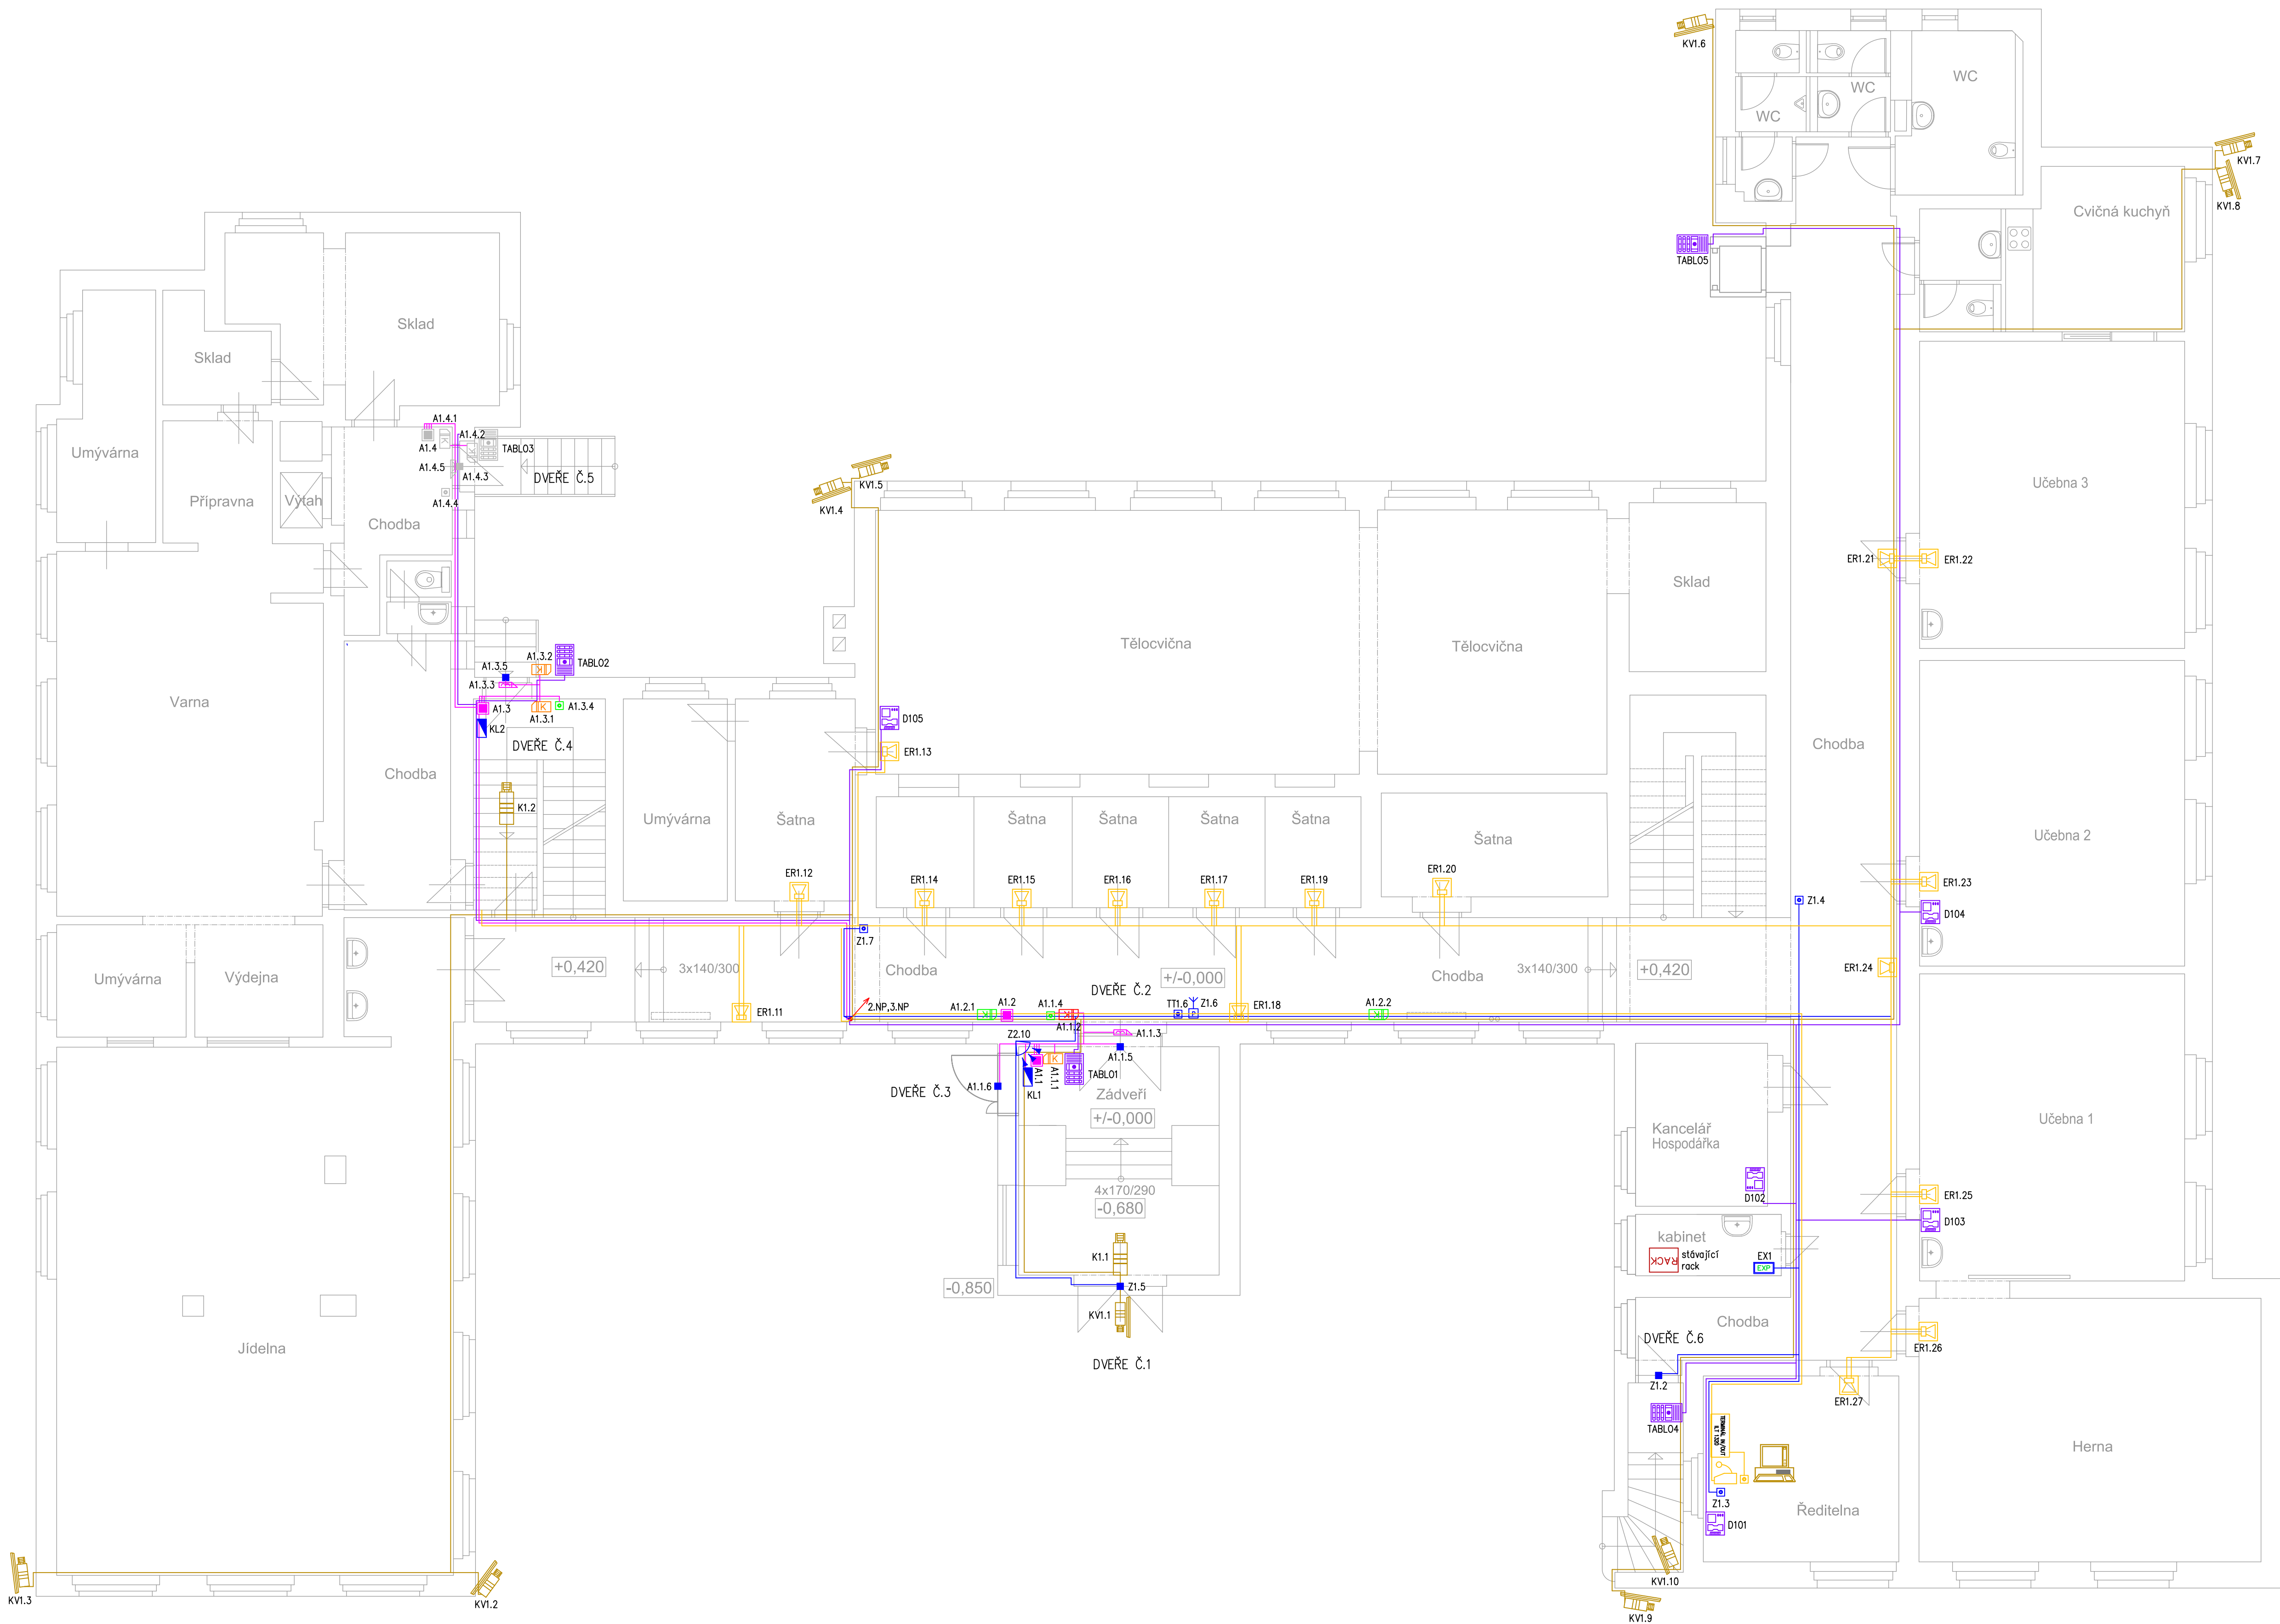 KV1.6
WC
WC
WC
KV1.7
KV1.8
Cvičná kuchyň
TABLO5
Sklad
Sklad
A1.4.1
A1.4.2
A1.4
TABLO3
A1.4.5
A1.4.3
DVEŘE Č.5
A1.4.4
Umývárna
Přípravna
Výtah
Chodba
KV1.5
KV1.4
Učebna 3
ER1.21
ER1.22
Sklad
Tělocvična
Tělocvična
A1.3.2
A1.3.5
TABLO2
A1.3.3
A1.3
A1.3.1
A1.3.4
KL2
DVEŘE Č.4
Varna
D105
ER1.13
Chodba
Chodba
K1.2
Umývárna
Šatna
Šatna
Šatna
Šatna
Šatna
Šatna
Učebna 2
ER1.12
ER1.14
ER1.15
ER1.16
ER1.17
ER1.19
ER1.20
ER1.23
Z1.4
D104
Z1.7
Umývárna
Výdejna
+0,420
3x140/300
Chodba
+/-0,000
Chodba
3x140/300
+0,420
ER1.24
DVEŘE Č.2
2.NP,3.NP
ER1.11
A1.2.1
A1.2
A1.1.4
A1.1.2
TT1.6
Z1.6
ER1.18
A1.2.2
Z2.10
A1.1.3
A1.1.5
A1.1
A1.1.1
TABLO1
A1.1.6
KL1
DVEŘE Č.3
Zádveří
+/-0,000
Kancelář
Hospodářka
Učebna 1
4x170/290
-0,680
D102
ER1.25
D103
kabinet
RACK
stávající
rack
EX1
EXP
K1.1
-0,850
Z1.5
KV1.1
DVEŘE Č.1
Chodba
DVEŘE Č.6
ER1.26
Jídelna
Z1.2
ER1.27
TABLO4
TERMINÁL IN/OUT
Herna
Z1.3
Ředitelna
D101
KV1.10
KV1.3
KV1.2
KV1.9